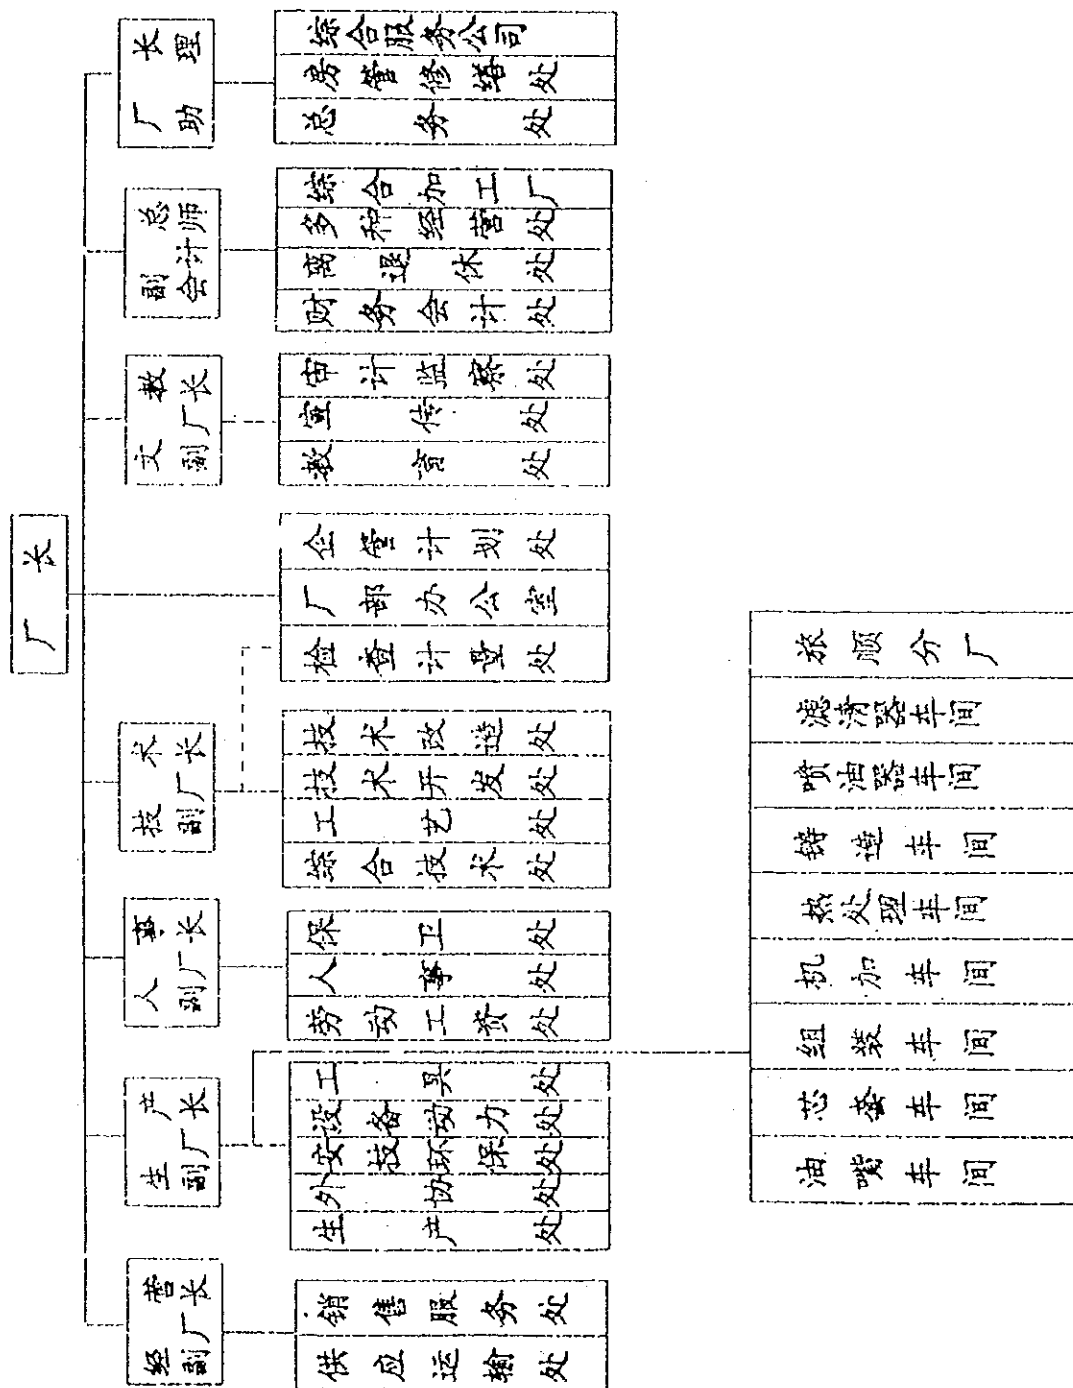 厂长
经营
副厂长
生产
副厂长
人事
副厂长
技术
副厂长
文教
副厂长
副总
会计师
厂长
助理
供应运输处
销售服务处
生产处
外协处
安技环保处
设备动力处
工具处
劳动工资处
人事处
保卫处
综合技术处
工艺处
技术开发处
技术改造处
检查计量处
厂部办公室
企管计划处
教育处
宣传处
审计监察处
财务会计处
离退休处
多种经营处
综合加工厂
总务处
房管修缮处
综合服务公司
油嘴车间
芯套车间
组装车间
机加车间
热处理车间
铸造车间
喷油器车间
滤清器车间
旅顺分厂